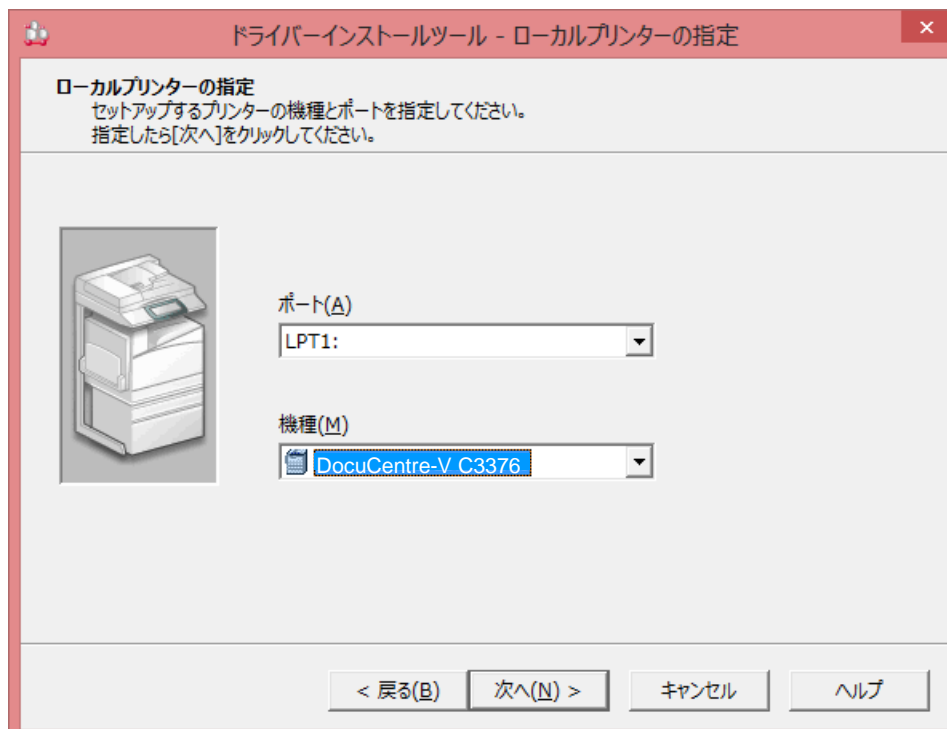 ドライバーインストールツール - ローカルプリンターの指定
ローカルプリンターの指定
セットアップするプリンターの機種とポートを指定してください。
指定したら[次へ]をクリックしてください。
ポート(A)
LPT1:
機種(M)
DocuCentre-V C3376
< 戻る(B)
次へ(N) >
キャンセル
ヘルプ